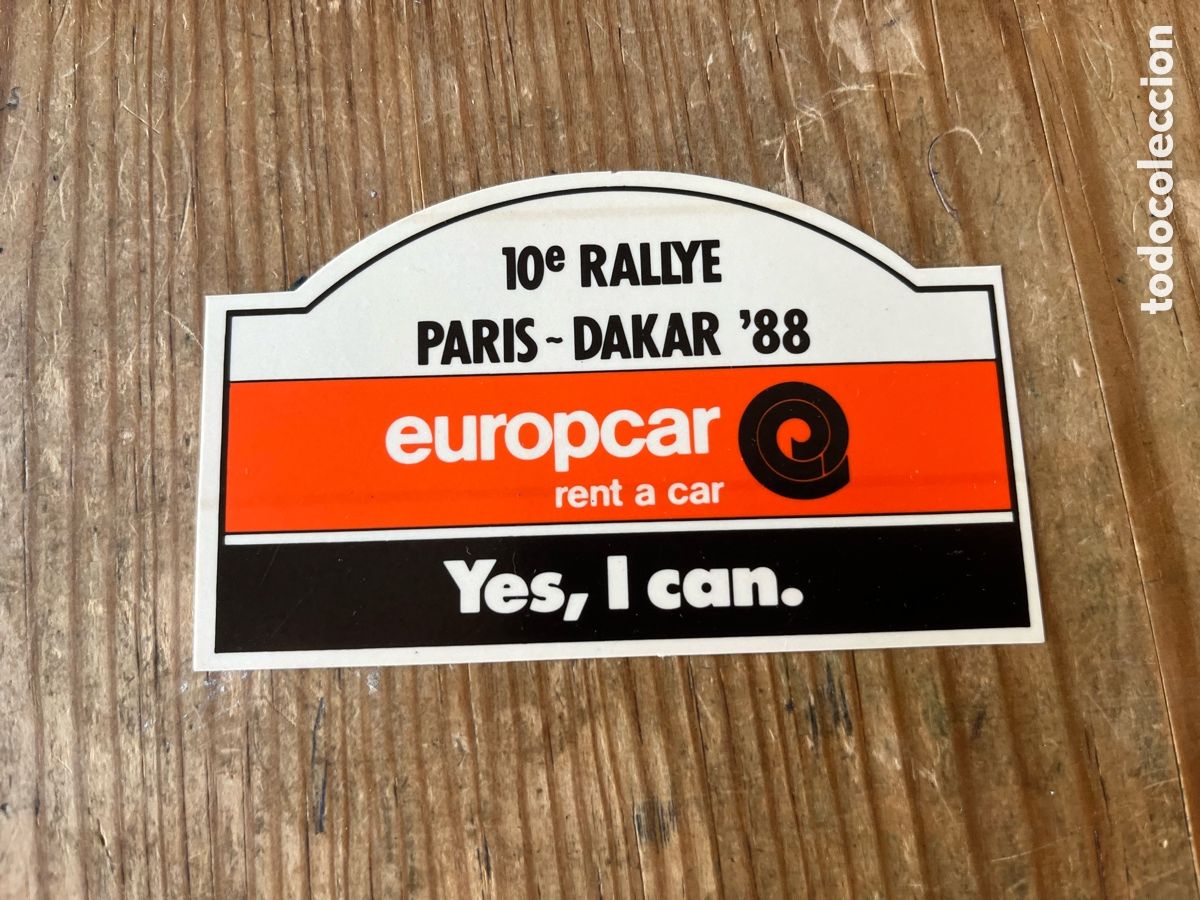 10e RALLYE
PARIS ~ DAKAR '88
europcar
rent a car
Yes, I can.
todocoleccion